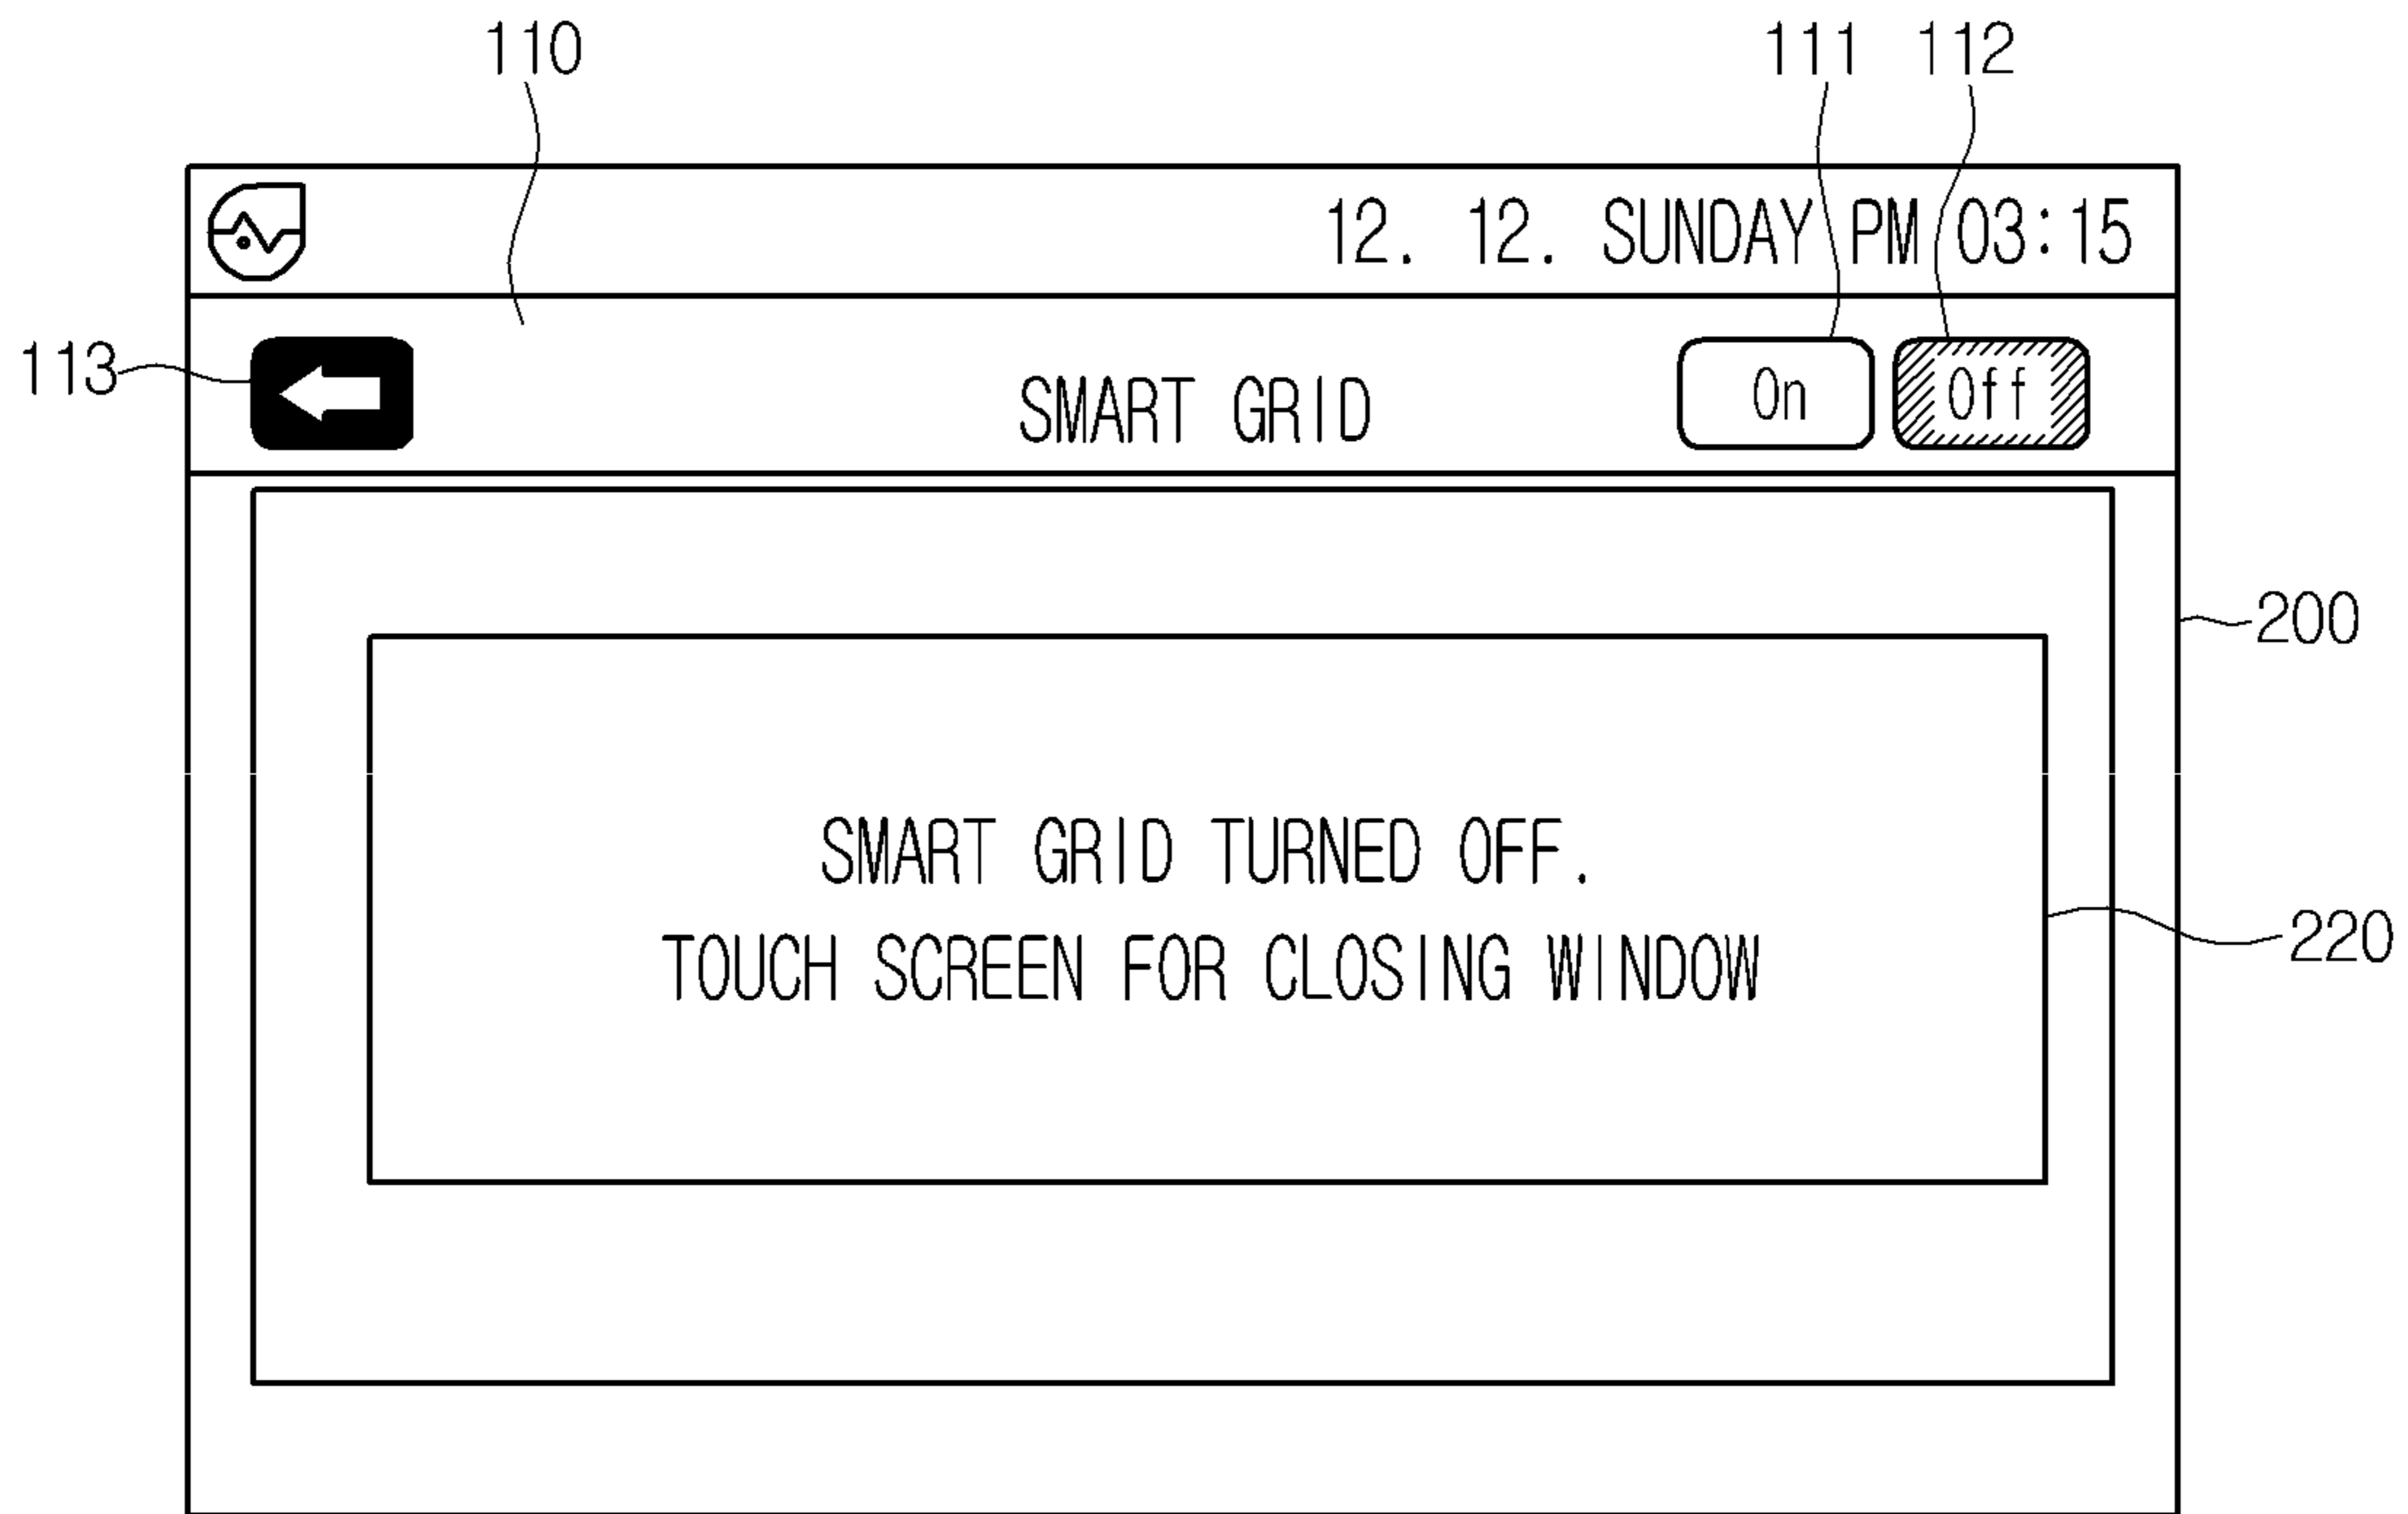 110
111 112
12. 12. SUNDAY PM 03:15
113
SMART GRID
On
Off
200
SMART GRID TURNED OFF.
220
TOUCH SCREEN FOR CLOSING WINDOW